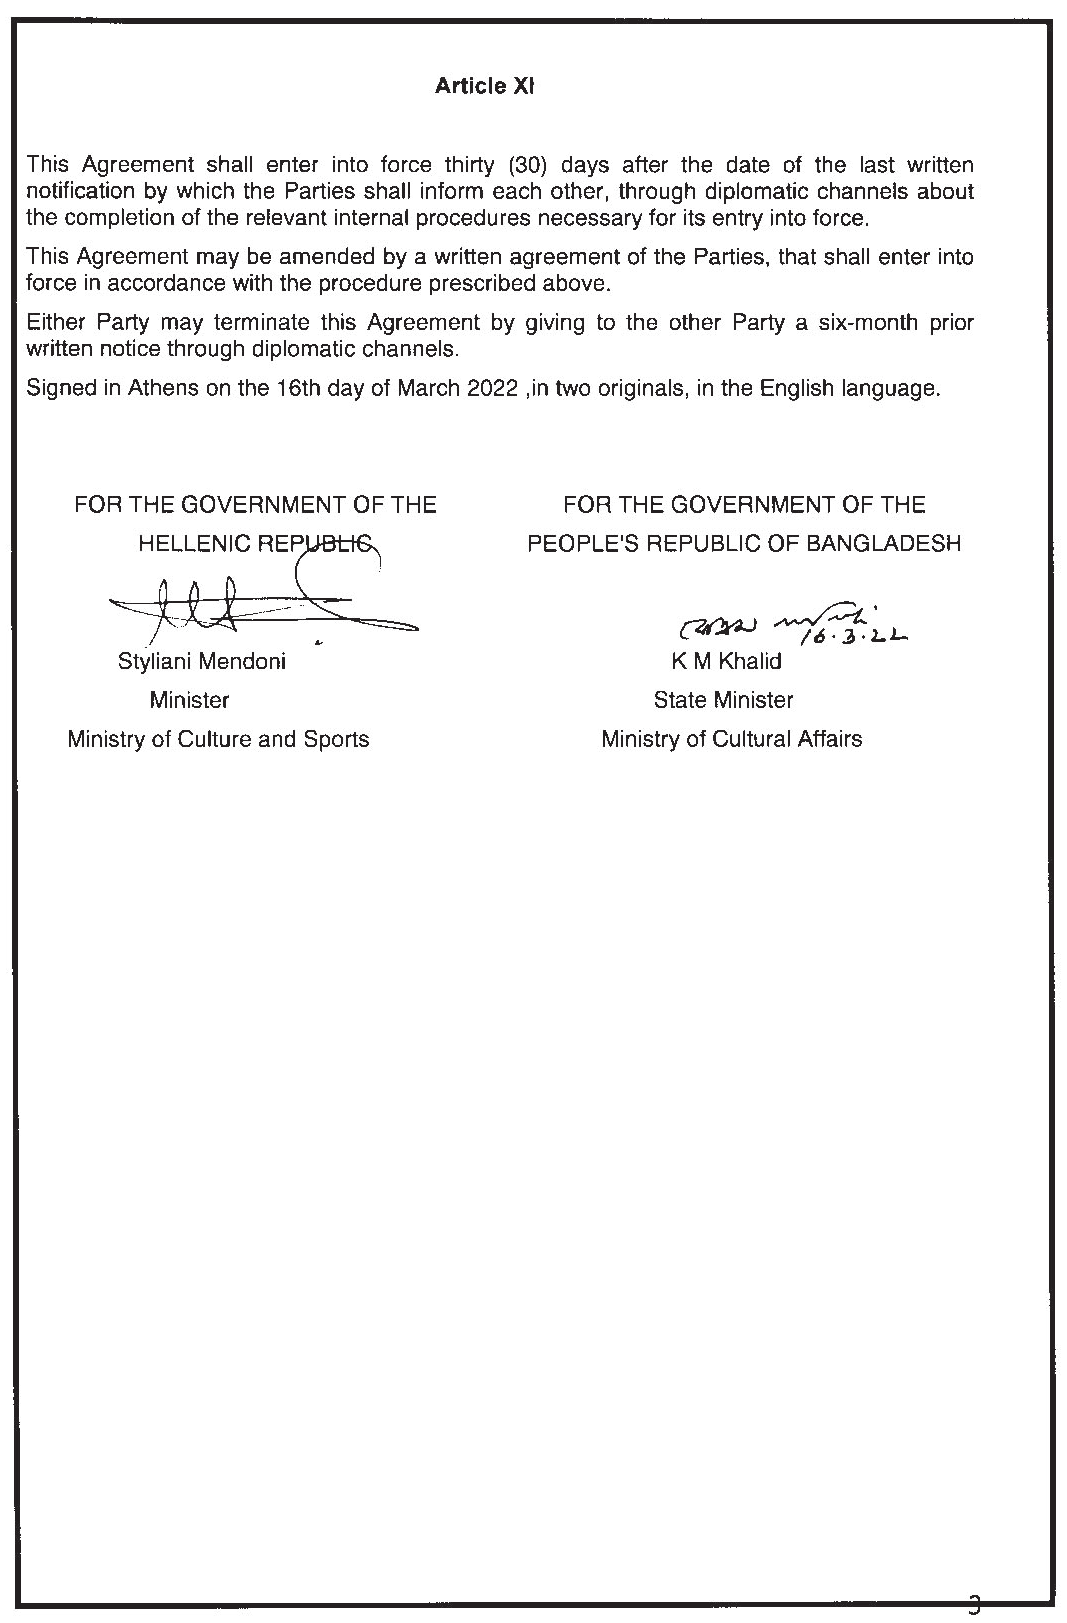 Article XI
This Agreement shall enter into force thirty (30) days after the date of the last written
notification by which the Parties shall inform each other, through diplomatic channels about
the completion of the relevant internal procedures necessary for its entry into force.
This Agreement may be amended by a written agreement of the Parties, that shall enter into
force in accordance with the procedure prescribed above.
Either Party may terminate this Agreement by giving to the other Party a six-month prior
written notice through diplomatic channels.
Signed in Athens on the 16th day of March 2022 ,in two originals, in the English language.
FOR THE GOVERNMENT OF THE
HELLENIC REPUBLIC
Styliani Mendoni
Minister
Ministry of Culture and Sports
FOR THE GOVERNMENT OF THE
PEOPLE'S REPUBLIC OF BANGLADESH
16.3.22
K M Khalid
State Minister
Ministry of Cultural Affairs